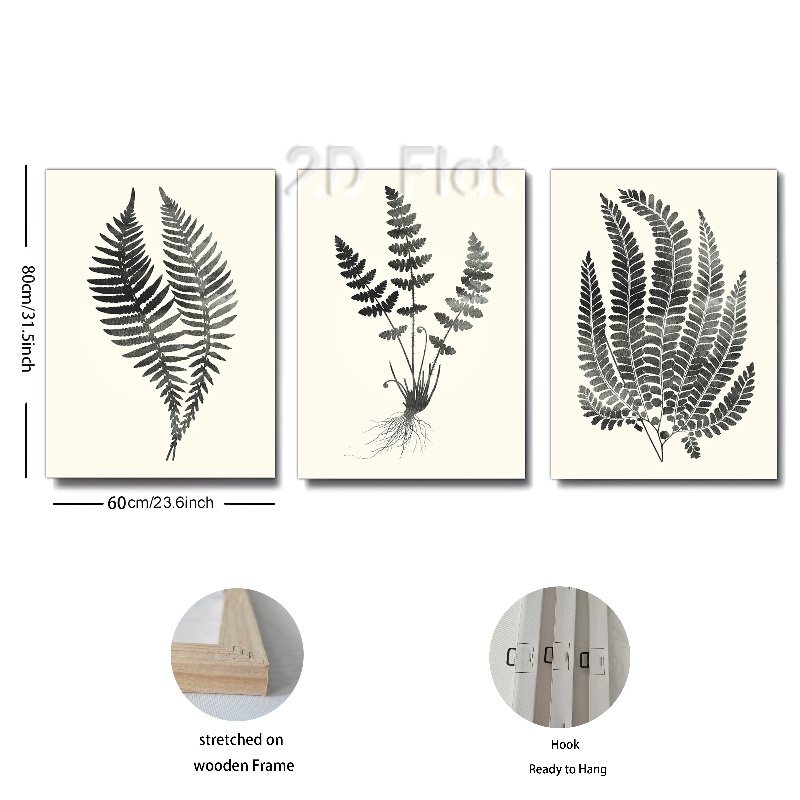 2D Flat
80cm/31.5inch
60cm/23.6inch
stretched on
wooden Frame
Hook
Ready to Hang